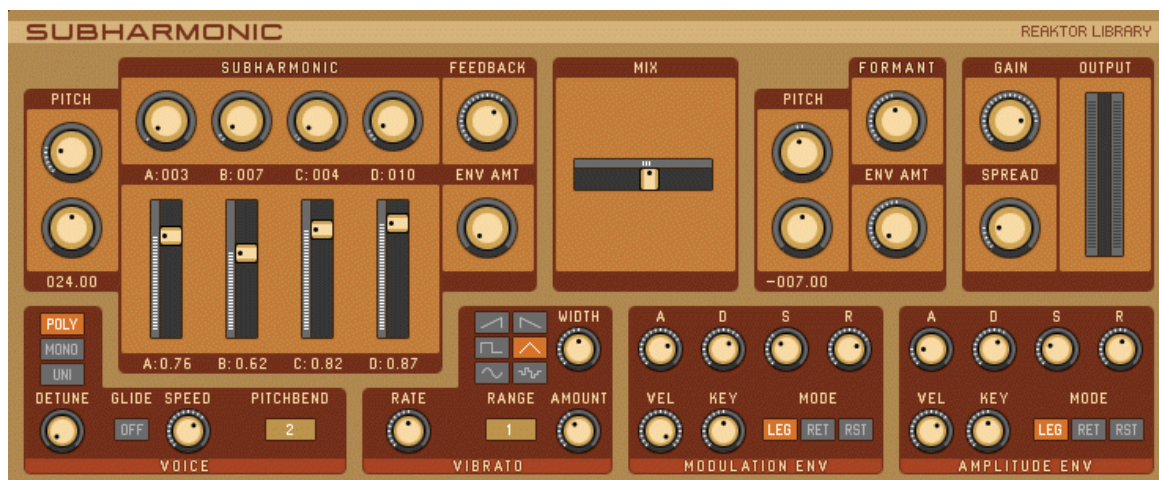 SUBHARMONIC
REAKTOR LIBRARY
SUBHARMONIC FEEDBACK MIX FORMANT GAIN OUTPUT
PITCH PITCH
A:003 B:007 C:004 D:010 ENV AMT ENV AMT SPREAD
024.00 -007.00
POLY WIDTH A D S R A D S R
MONO
UNI A:0.76 B:0.62 C:0.82 D:0.87
DETUNE GLIDE SPEED PITCHBEND RATE RANGE AMOUNT VEL KEY MODE VEL KEY MODE
OFF 2 1 LEG RET RST LEG RET RST
VOICE VIBRATO MODULATION ENV AMPLITUDE ENV